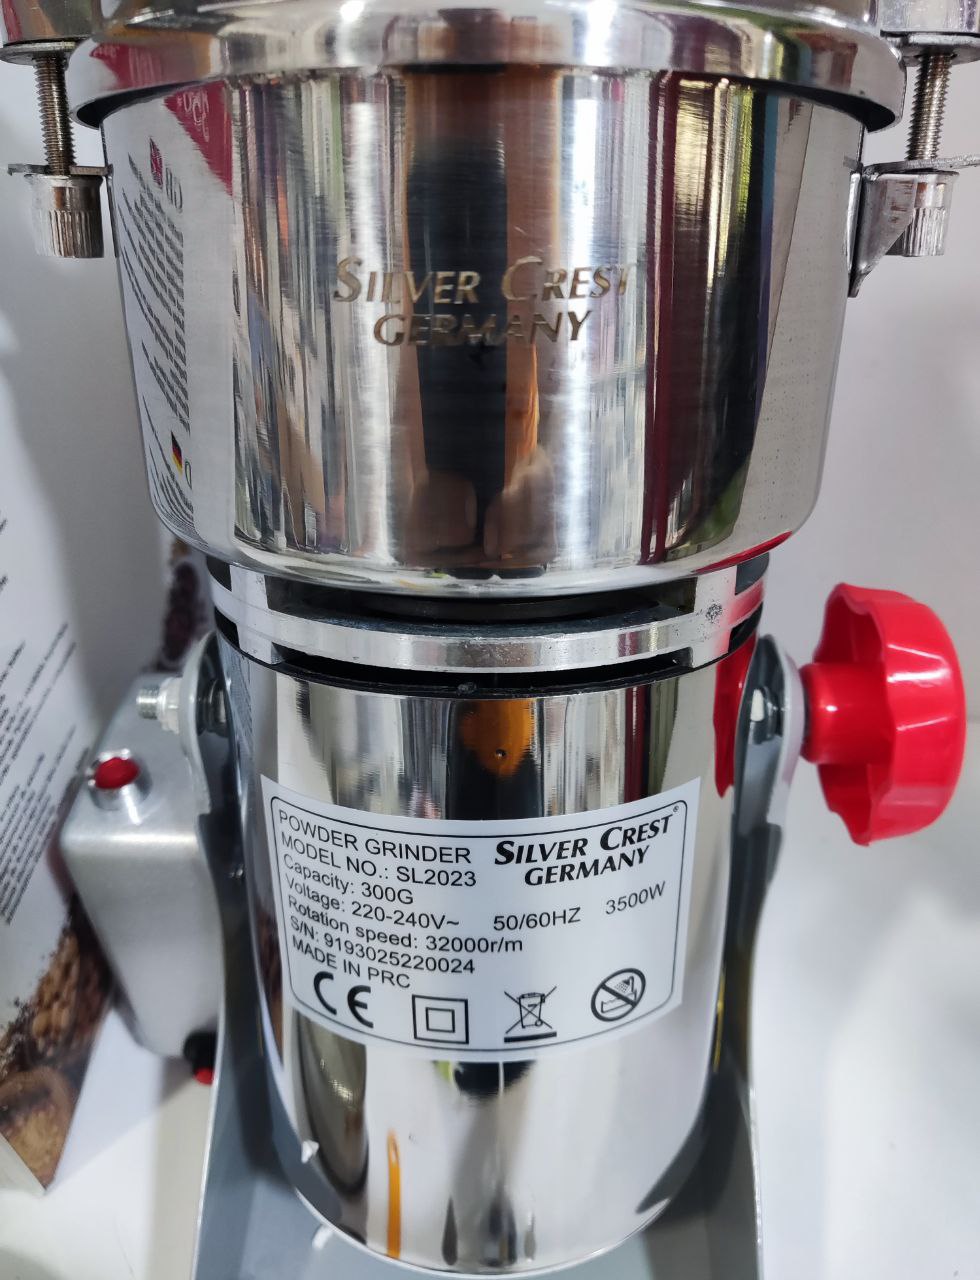 SILVER CREST
GERMANY
POWDER GRINDER
MODEL NO.: SL2023
Capacity: 300G
Voltage: 220-240V~ 50/60HZ 3500W
Rotation speed: 32000r/m
S/N: 9193025220024
MADE IN PRC
SILVER CREST®
GERMANY
CE